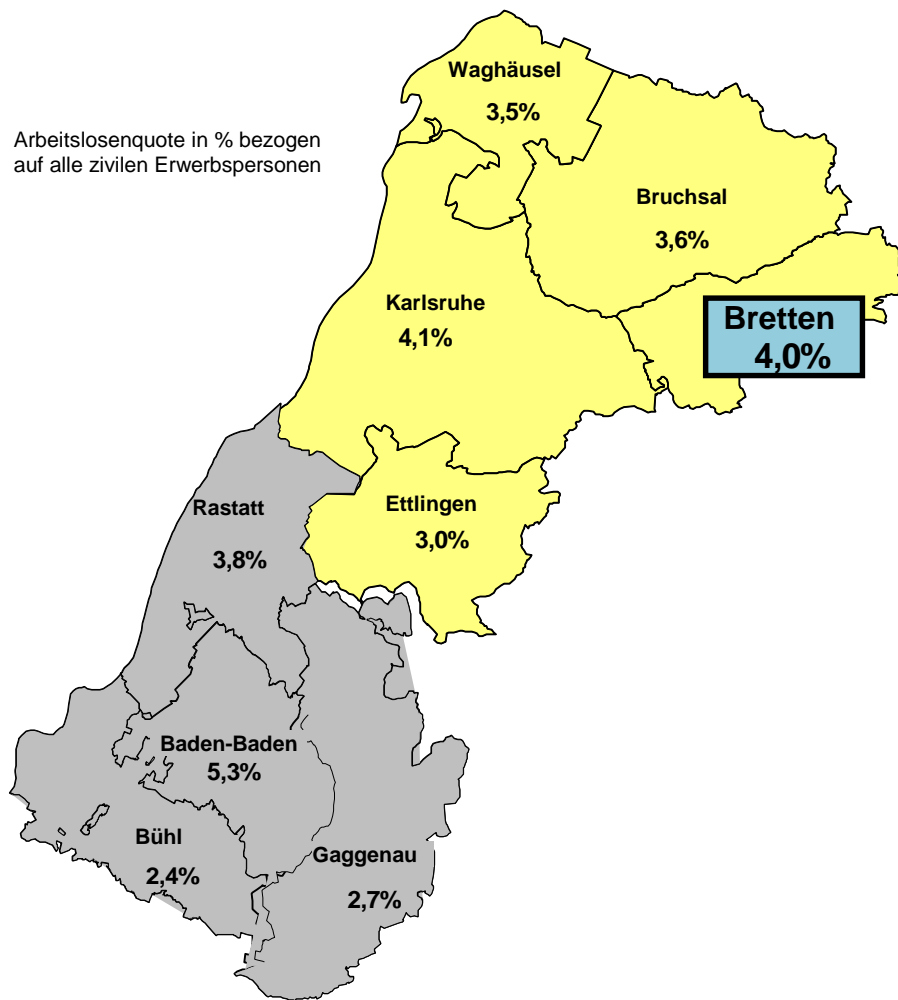 Waghäusel
3,5%
Arbeitslosenquote in % bezogen
auf alle zivilen Erwerbspersonen
Bruchsal
3,6%
Karlsruhe
4,1%
Bretten
4,0%
Rastatt
3,8%
Ettlingen
3,0%
Baden-Baden
5,3%
Bühl
2,4%
Gaggenau
2,7%